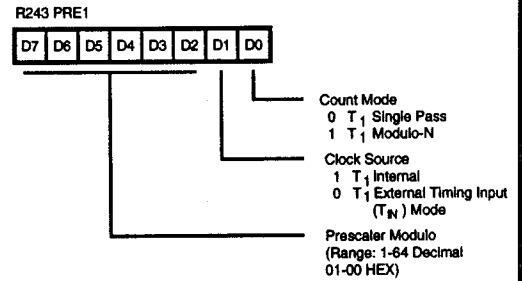 R243 PRE1
D7 D6 D5 D4 D3 D2 D1 D0
Count Mode
0 T1 Single Pass
1 T1 Modulo-N
Clock Source
1 T1 Internal
0 T1 External Timing Input
(TIN) Mode
Prescaler Modulo
(Range: 1-64 Decimal
01-00 HEX)